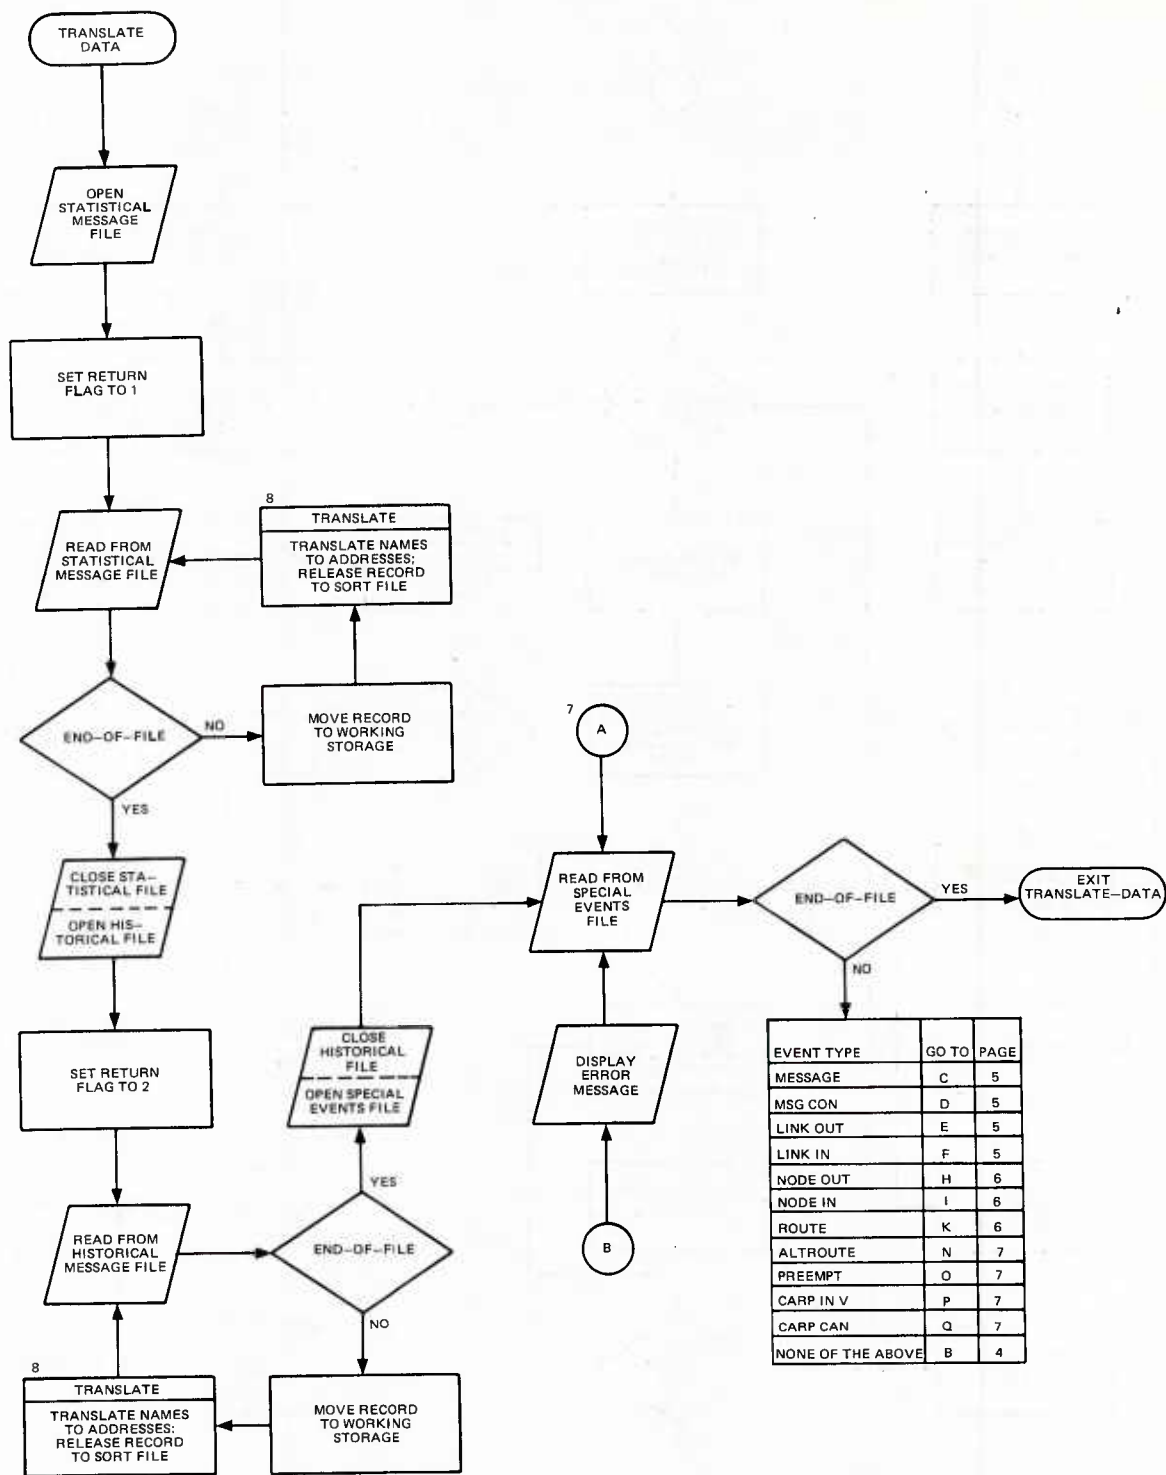 TRANSLATE
DATA
OPEN
STATISTICAL
MESSAGE
FILE
SET RETURN
FLAG TO 1
READ FROM
STATISTICAL
MESSAGE FILE
8
TRANSLATE
TRANSLATE NAMES
TO ADDRESSES;
RELEASE RECORD
TO SORT FILE
END-OF-FILE
NO
MOVE RECORD
TO WORKING
STORAGE
YES
CLOSE STA-
TISTICAL FILE
OPEN HIS-
TORICAL FILE
SET RETURN
FLAG TO 2
READ FROM
HISTORICAL
MESSAGE FILE
END-OF-FILE
YES
CLOSE
HISTORICAL
FILE
OPEN SPECIAL
EVENTS FILE
NO
MOVE RECORD
TO WORKING
STORAGE
8
TRANSLATE
TRANSLATE NAMES
TO ADDRESSES:
RELEASE RECORD
TO SORT FILE
7
A
READ FROM
SPECIAL
EVENTS
FILE
DISPLAY
ERROR
MESSAGE
B
END-OF-FILE
YES
EXIT
TRANSLATE-DATA
NO
EVENT TYPE GO TO PAGE
MESSAGE C 5
MSG CON D 5
LINK OUT E 5
LINK IN F 5
NODE OUT H 6
NODE IN I 6
ROUTE K 6
ALTROUTE N 7
PREEMPT O 7
CARP IN V P 7
CARP CAN Q 7
NONE OF THE ABOVE B 4